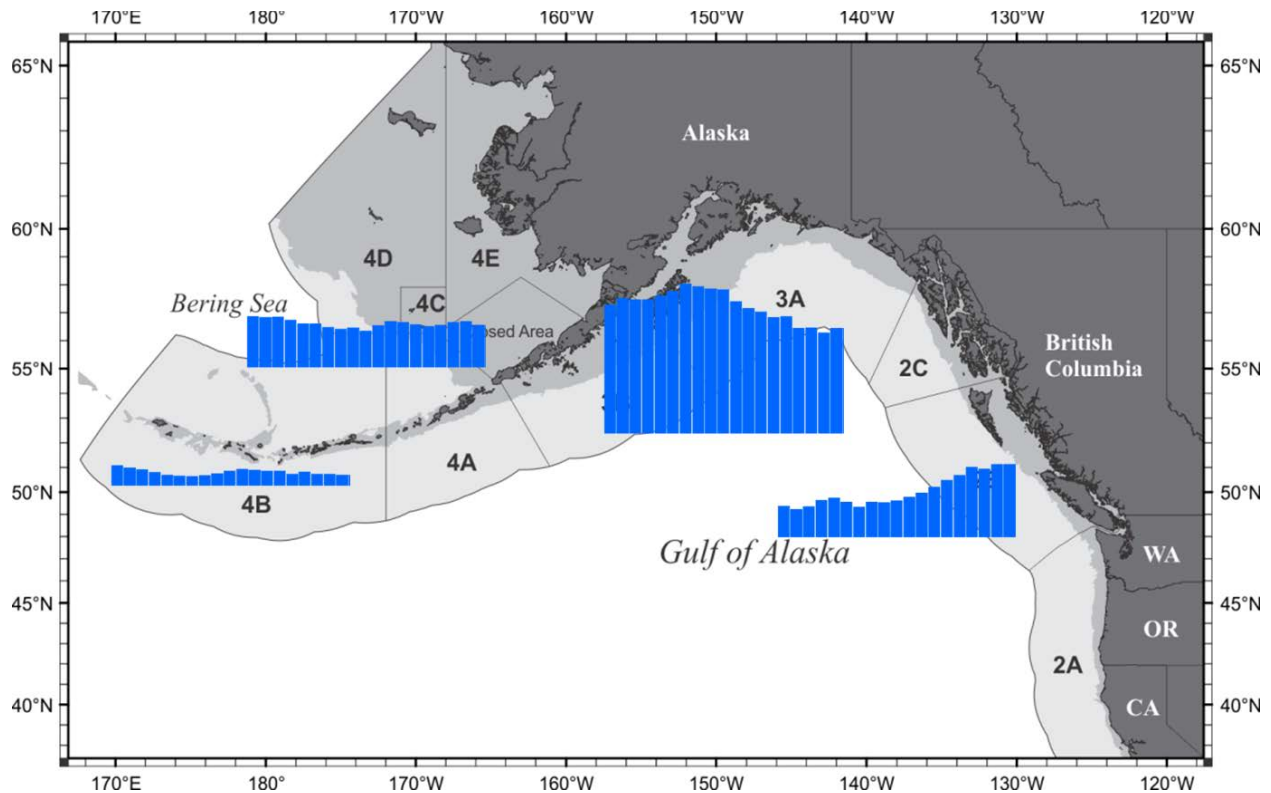 170°E 180° 170°W 160°W 150°W 140°W 130°W 120°W
65°N 65°N
Alaska
60°N 60°N
4D 4E
Bering Sea
4C
3A
osed Area
British
Columbia
55°N 55°N
2C
4A
50°N 50°N
4B
Gulf of Alaska
WA
45°N 45°N
OR
2A
40°N 40°N
CA
170°E 180° 170°W 160°W 150°W 140°W 130°W 120°W